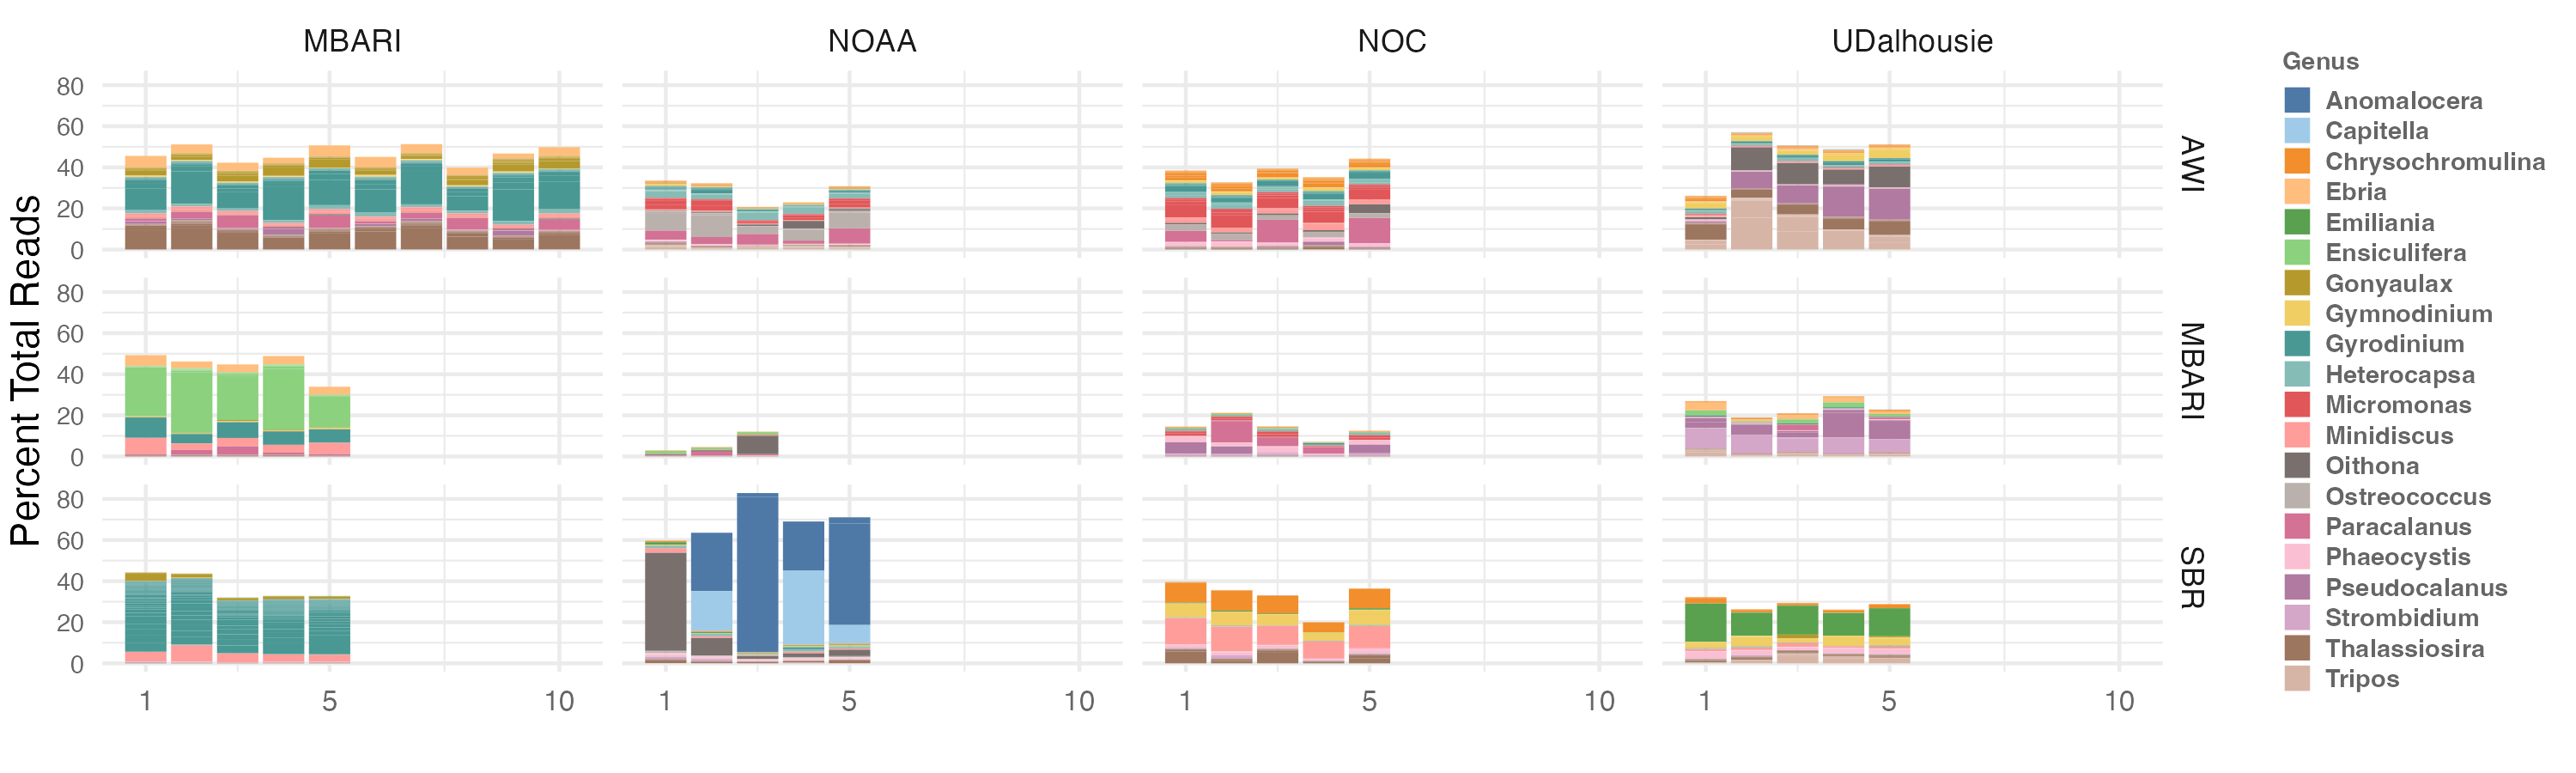 MBARI NOAA NOC UDalhousie
Percent Total Reads
80
60
40
20
0
AWI
80
60
40
20
0
MBARI
80
60
40
20
0
SBR
1 5 10 1 5 10 1 5 10 1 5 10
Genus
Anomalocera
Capitella
Chrysochromulina
Ebria
Emiliania
Ensiculifera
Gonyaulax
Gymnodinium
Gyrodinium
Heterocapsa
Micromonas
Minidiscus
Oithona
Ostreococcus
Paracalanus
Phaeocystis
Pseudocalanus
Strombidium
Thalassiosira
Tripos